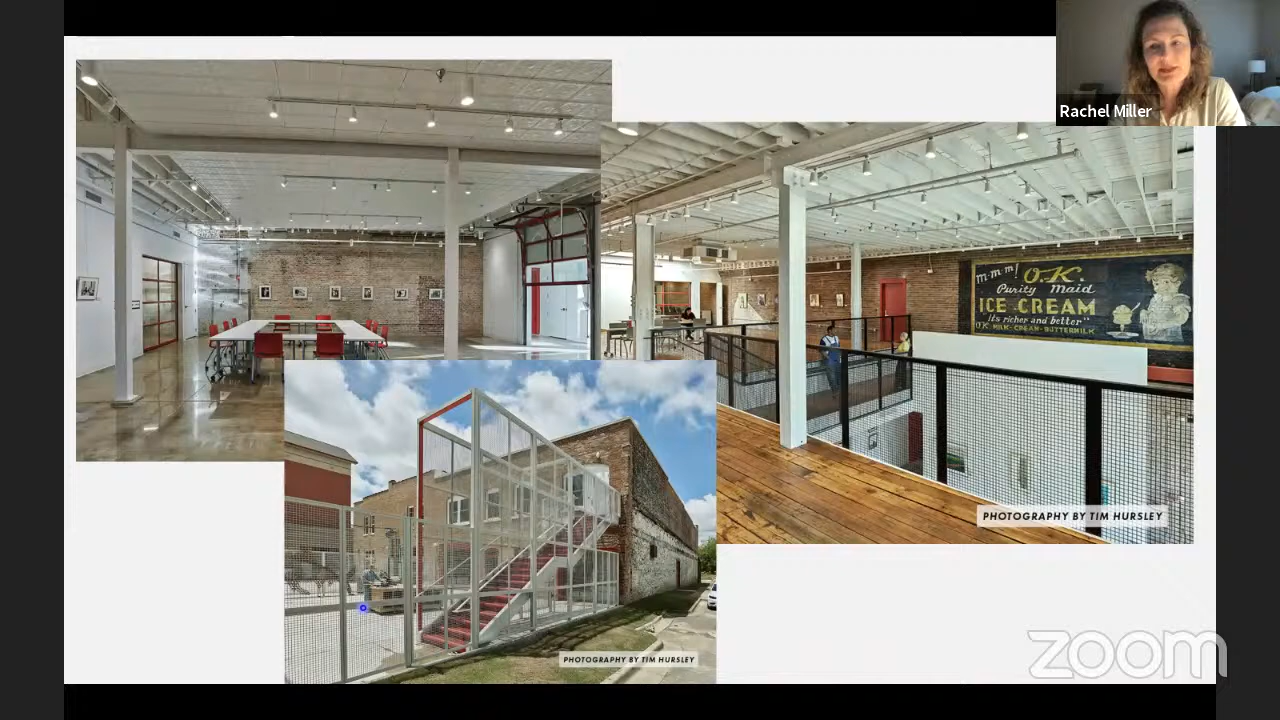 Rachel Miller
m-m-m! O.K.
Purity Maid
ICE CREAM
"it's richer and better"
O.K. MILK-CREAM-BUTTERMILK
PHOTOGRAPHY BY TIM HURSLEY
PHOTOGRAPHY BY TIM HURSLEY
zoom